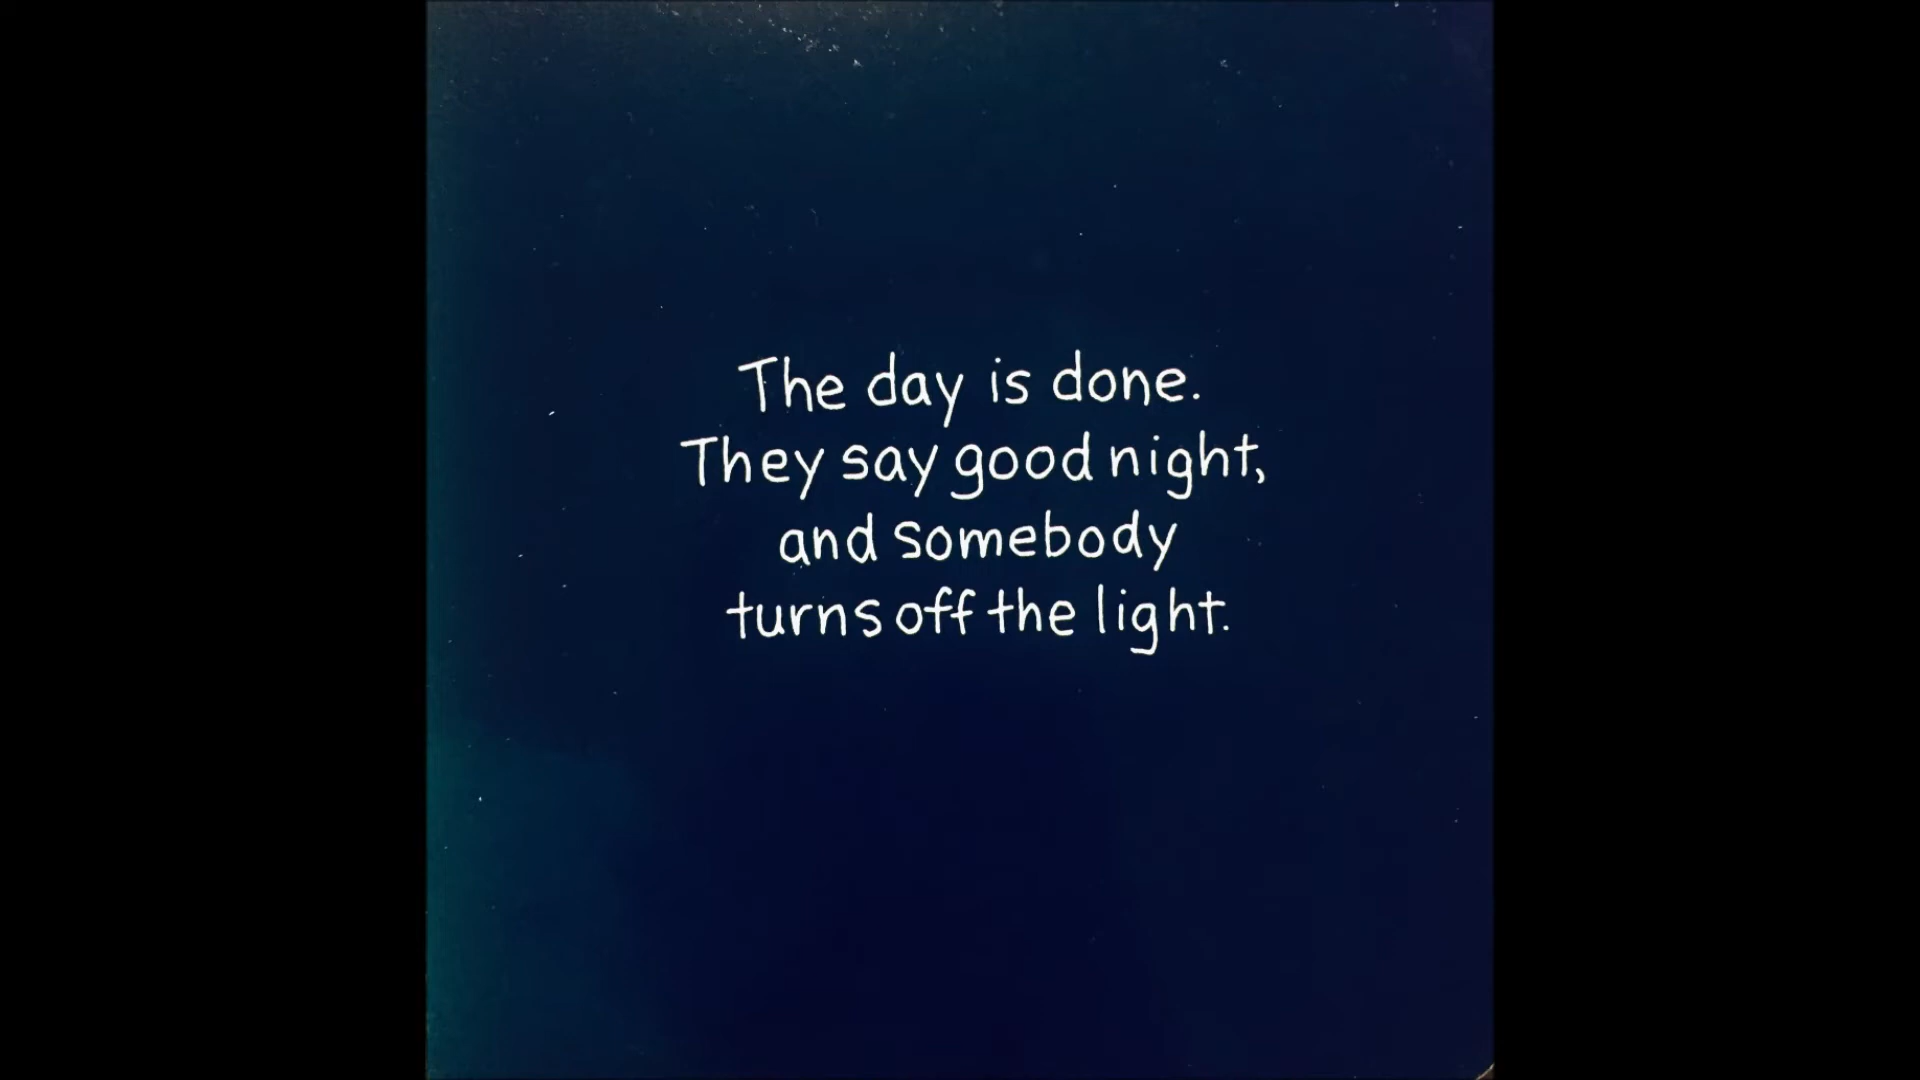 The day is done.
They say good night,
and somebody
turns off the light.